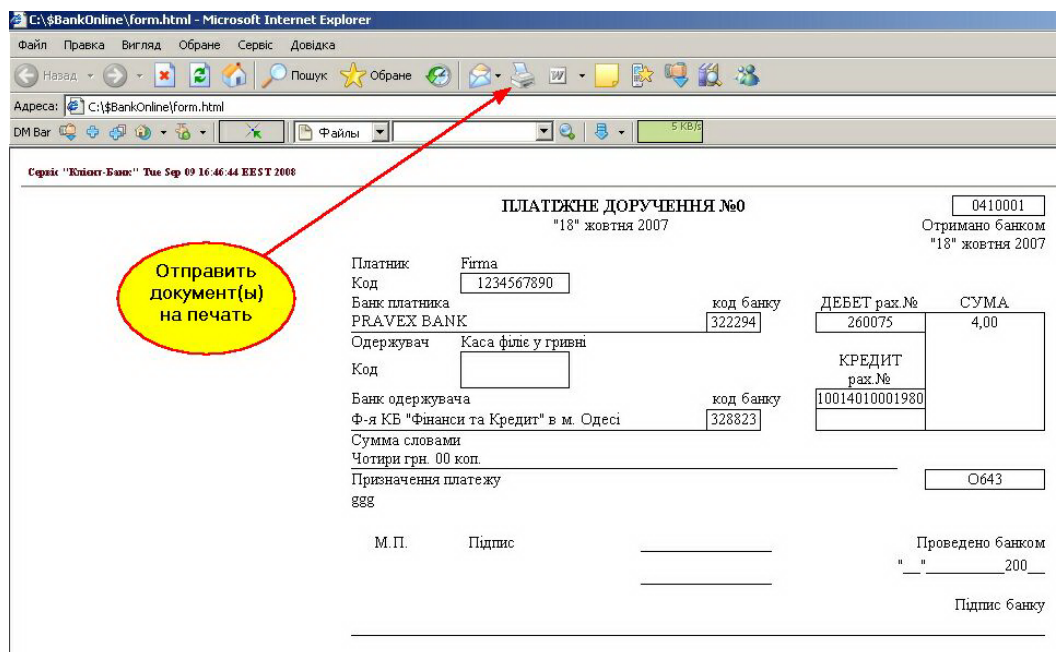 C:\$BankOnline\form.html - Microsoft Internet Explorer
Файл Правка Вигляд Обране Сервіс Довідка
Назад Пошук Обране
Адреса: C:\$BankOnline\form.html
DM Bar Файлы 5 KB/s
Сервіс "Клієнт-Банк" Tue Sep 09 16:46:44 EEST 2008
ПЛАТІЖНЕ ДОРУЧЕННЯ №0 0410001
"18" жовтня 2007 Отримано банком
"18" жовтня 2007
Отправить
документ(ы)
на печать
Платник Firma
Код 1234567890
Банк платника код банку ДЕБЕТ рах.№ СУМА
PRAVEX BANK 322294 260075 4,00
Одержувач Каса філіє у гривні
Код КРЕДИТ
рах.№
Банк одержувача код банку 10014010001980
Ф-я КБ "Фінанси та Кредит" в м. Одесі 328823
Сумма словами
Чотири грн. 00 коп.
Призначення платежу О643
ggg
М.П. Підпис Проведено банком
"__"__________200__
Підпис банку